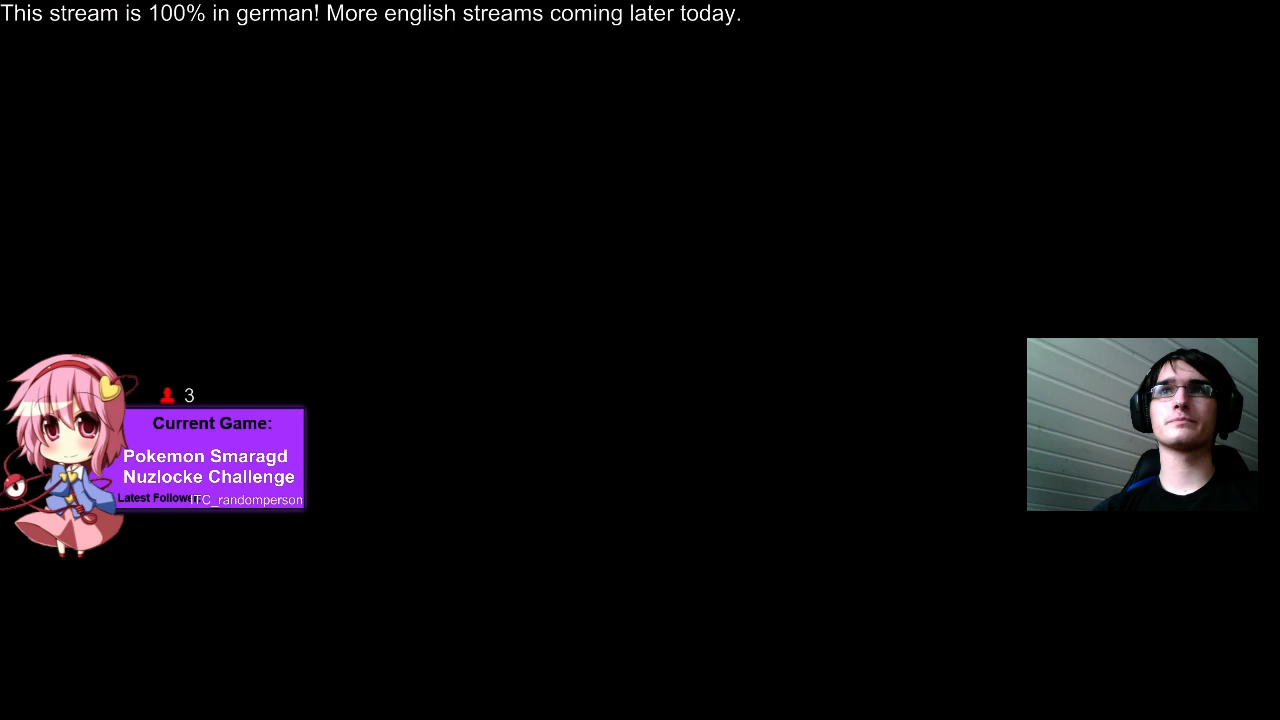 This stream is 100% in german! More english streams coming later today.
3
Current Game:
Pokemon Smaragd
Nuzlocke Challenge
Latest Follower ITC_randomperson